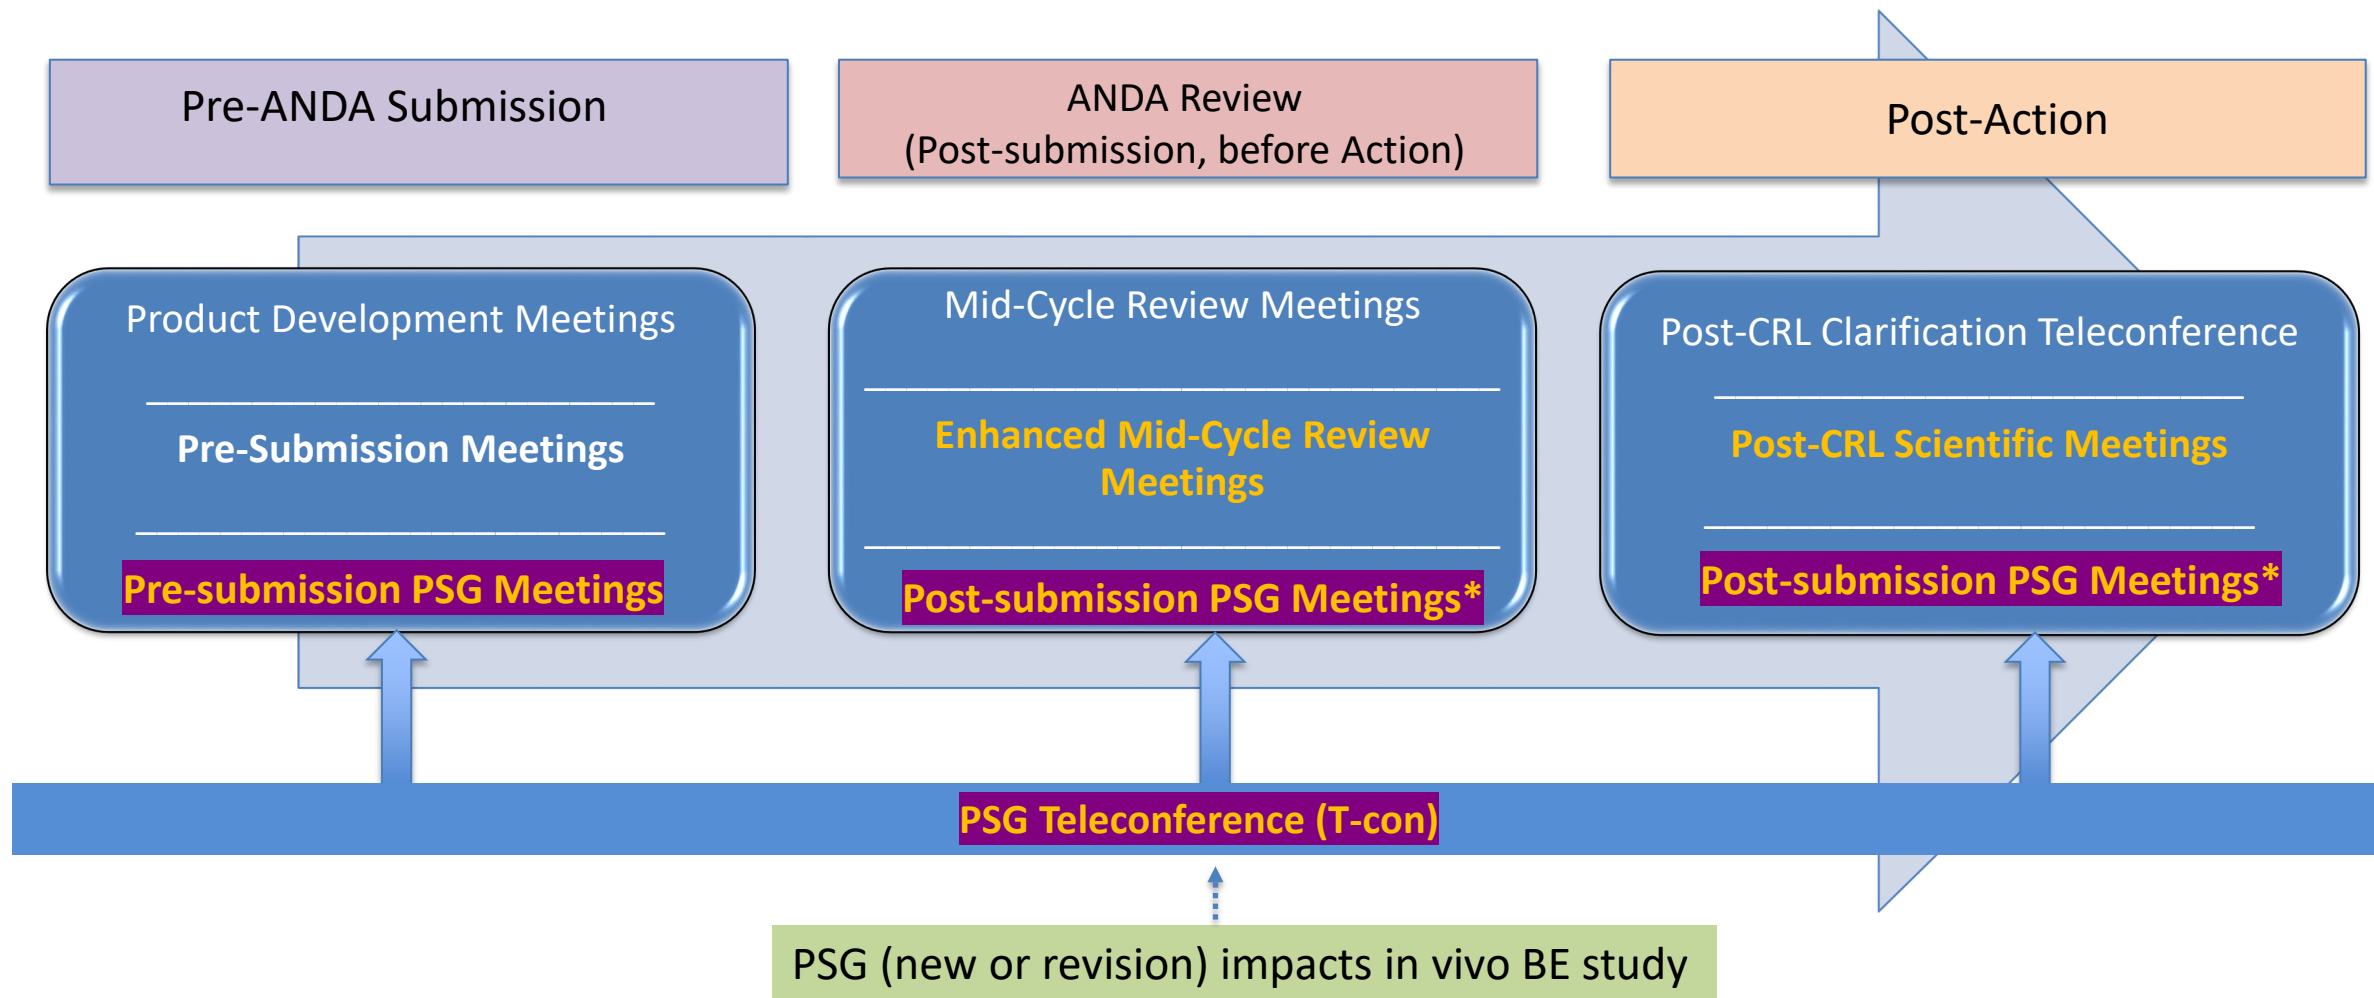 Pre-ANDA Submission
ANDA Review
(Post-submission, before Action)
Post-Action
Product Development Meetings
Pre-Submission Meetings
Pre-submission PSG Meetings
Mid-Cycle Review Meetings
Enhanced Mid-Cycle Review
Meetings
Post-submission PSG Meetings*
Post-CRL Clarification Teleconference
Post-CRL Scientific Meetings
Post-submission PSG Meetings*
PSG Teleconference (T-con)
PSG (new or revision) impacts in vivo BE study